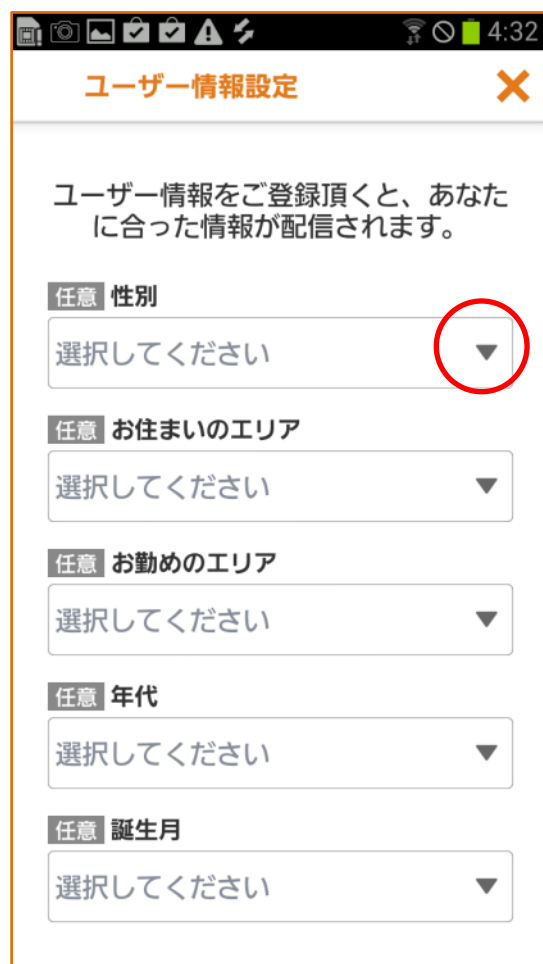 4:32
ユーザー情報設定
ユーザー情報をご登録頂くと、あなた
に合った情報が配信されます。
任意 性別
選択してください
任意 お住まいのエリア
選択してください
任意 お勤めのエリア
選択してください
任意 年代
選択してください
任意 誕生月
選択してください